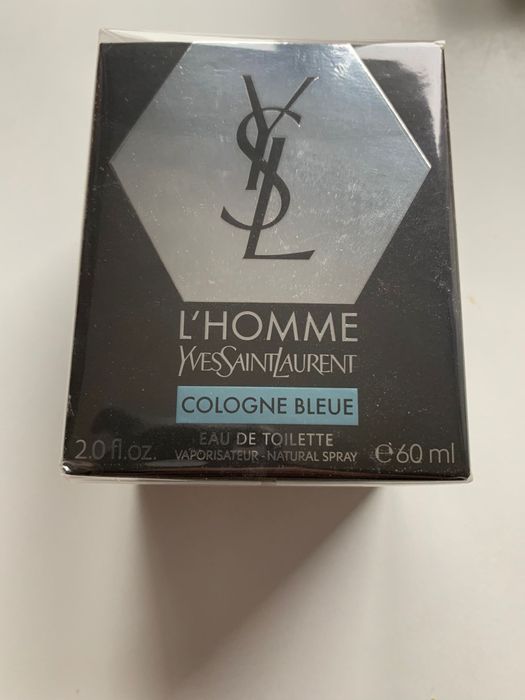 YSL
L'HOMME
YVESSAINTLAURENT
COLOGNE BLEUE
EAU DE TOILETTE
2.0 fl.oz. VAPORISATEUR - NATURAL SPRAY ℮60 ml